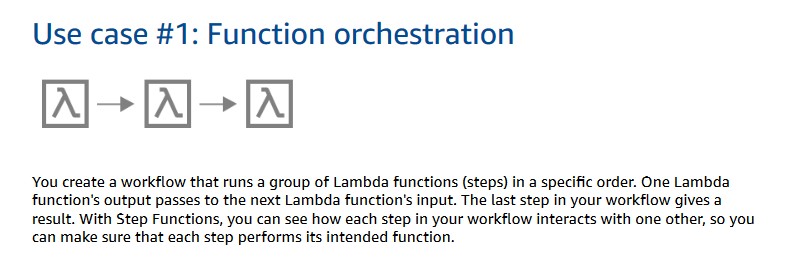 Use case #1: Function orchestration
λ λ λ
You create a workflow that runs a group of Lambda functions (steps) in a specific order. One Lambda
function's output passes to the next Lambda function's input. The last step in your workflow gives a
result. With Step Functions, you can see how each step in your workflow interacts with one other, so you
can make sure that each step performs its intended function.